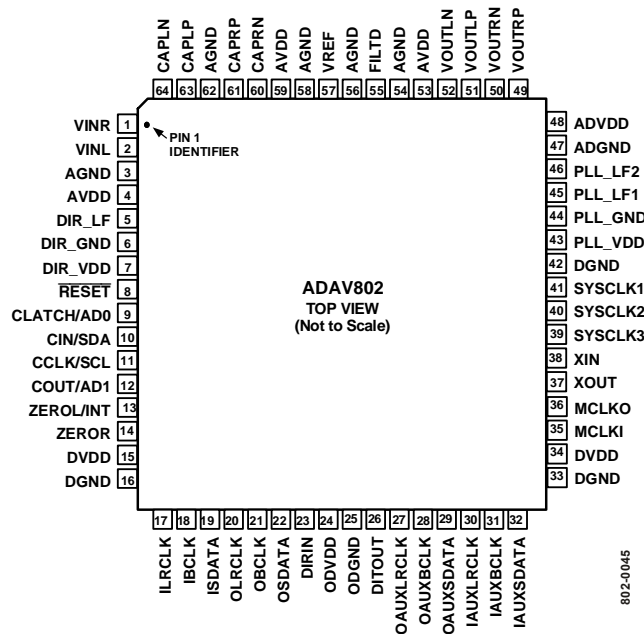 CAPLN
CAPLP
AGND
CAPRP
CAPRN
AVDD
AGND
VREF
AGND
FILTD
AGND
AVDD
VOUTLN
VOUTLP
VOUTRN
VOUTRP
64 63 62 61 60 59 58 57 56 55 54 53 52 51 50 49
VINR 1
VINL 2
AGND 3
AVDD 4
DIR_LF 5
DIR_GND 6
DIR_VDD 7
RESET 8
CLATCH/AD0 9
CIN/SDA 10
CCLK/SCL 11
COUT/AD1 12
ZEROL/INT 13
ZEROR 14
DVDD 15
DGND 16
PIN 1
IDENTIFIER
ADAV802
TOP VIEW
(Not to Scale)
48 ADVDD
47 ADGND
46 PLL_LF2
45 PLL_LF1
44 PLL_GND
43 PLL_VDD
42 DGND
41 SYSCLK1
40 SYSCLK2
39 SYSCLK3
38 XIN
37 XOUT
36 MCLKO
35 MCLKI
34 DVDD
33 DGND
17 18 19 20 21 22 23 24 25 26 27 28 29 30 31 32
ILRCLK
IBCLK
ISDATA
OLRCLK
OBCLK
OSDATA
DIRIN
ODVDD
ODGND
DITOUT
OAUXLRCLK
OAUXBCLK
OAUXSDATA
IAUXLRCLK
IAUXBCLK
IAUXSDATA
802-0045